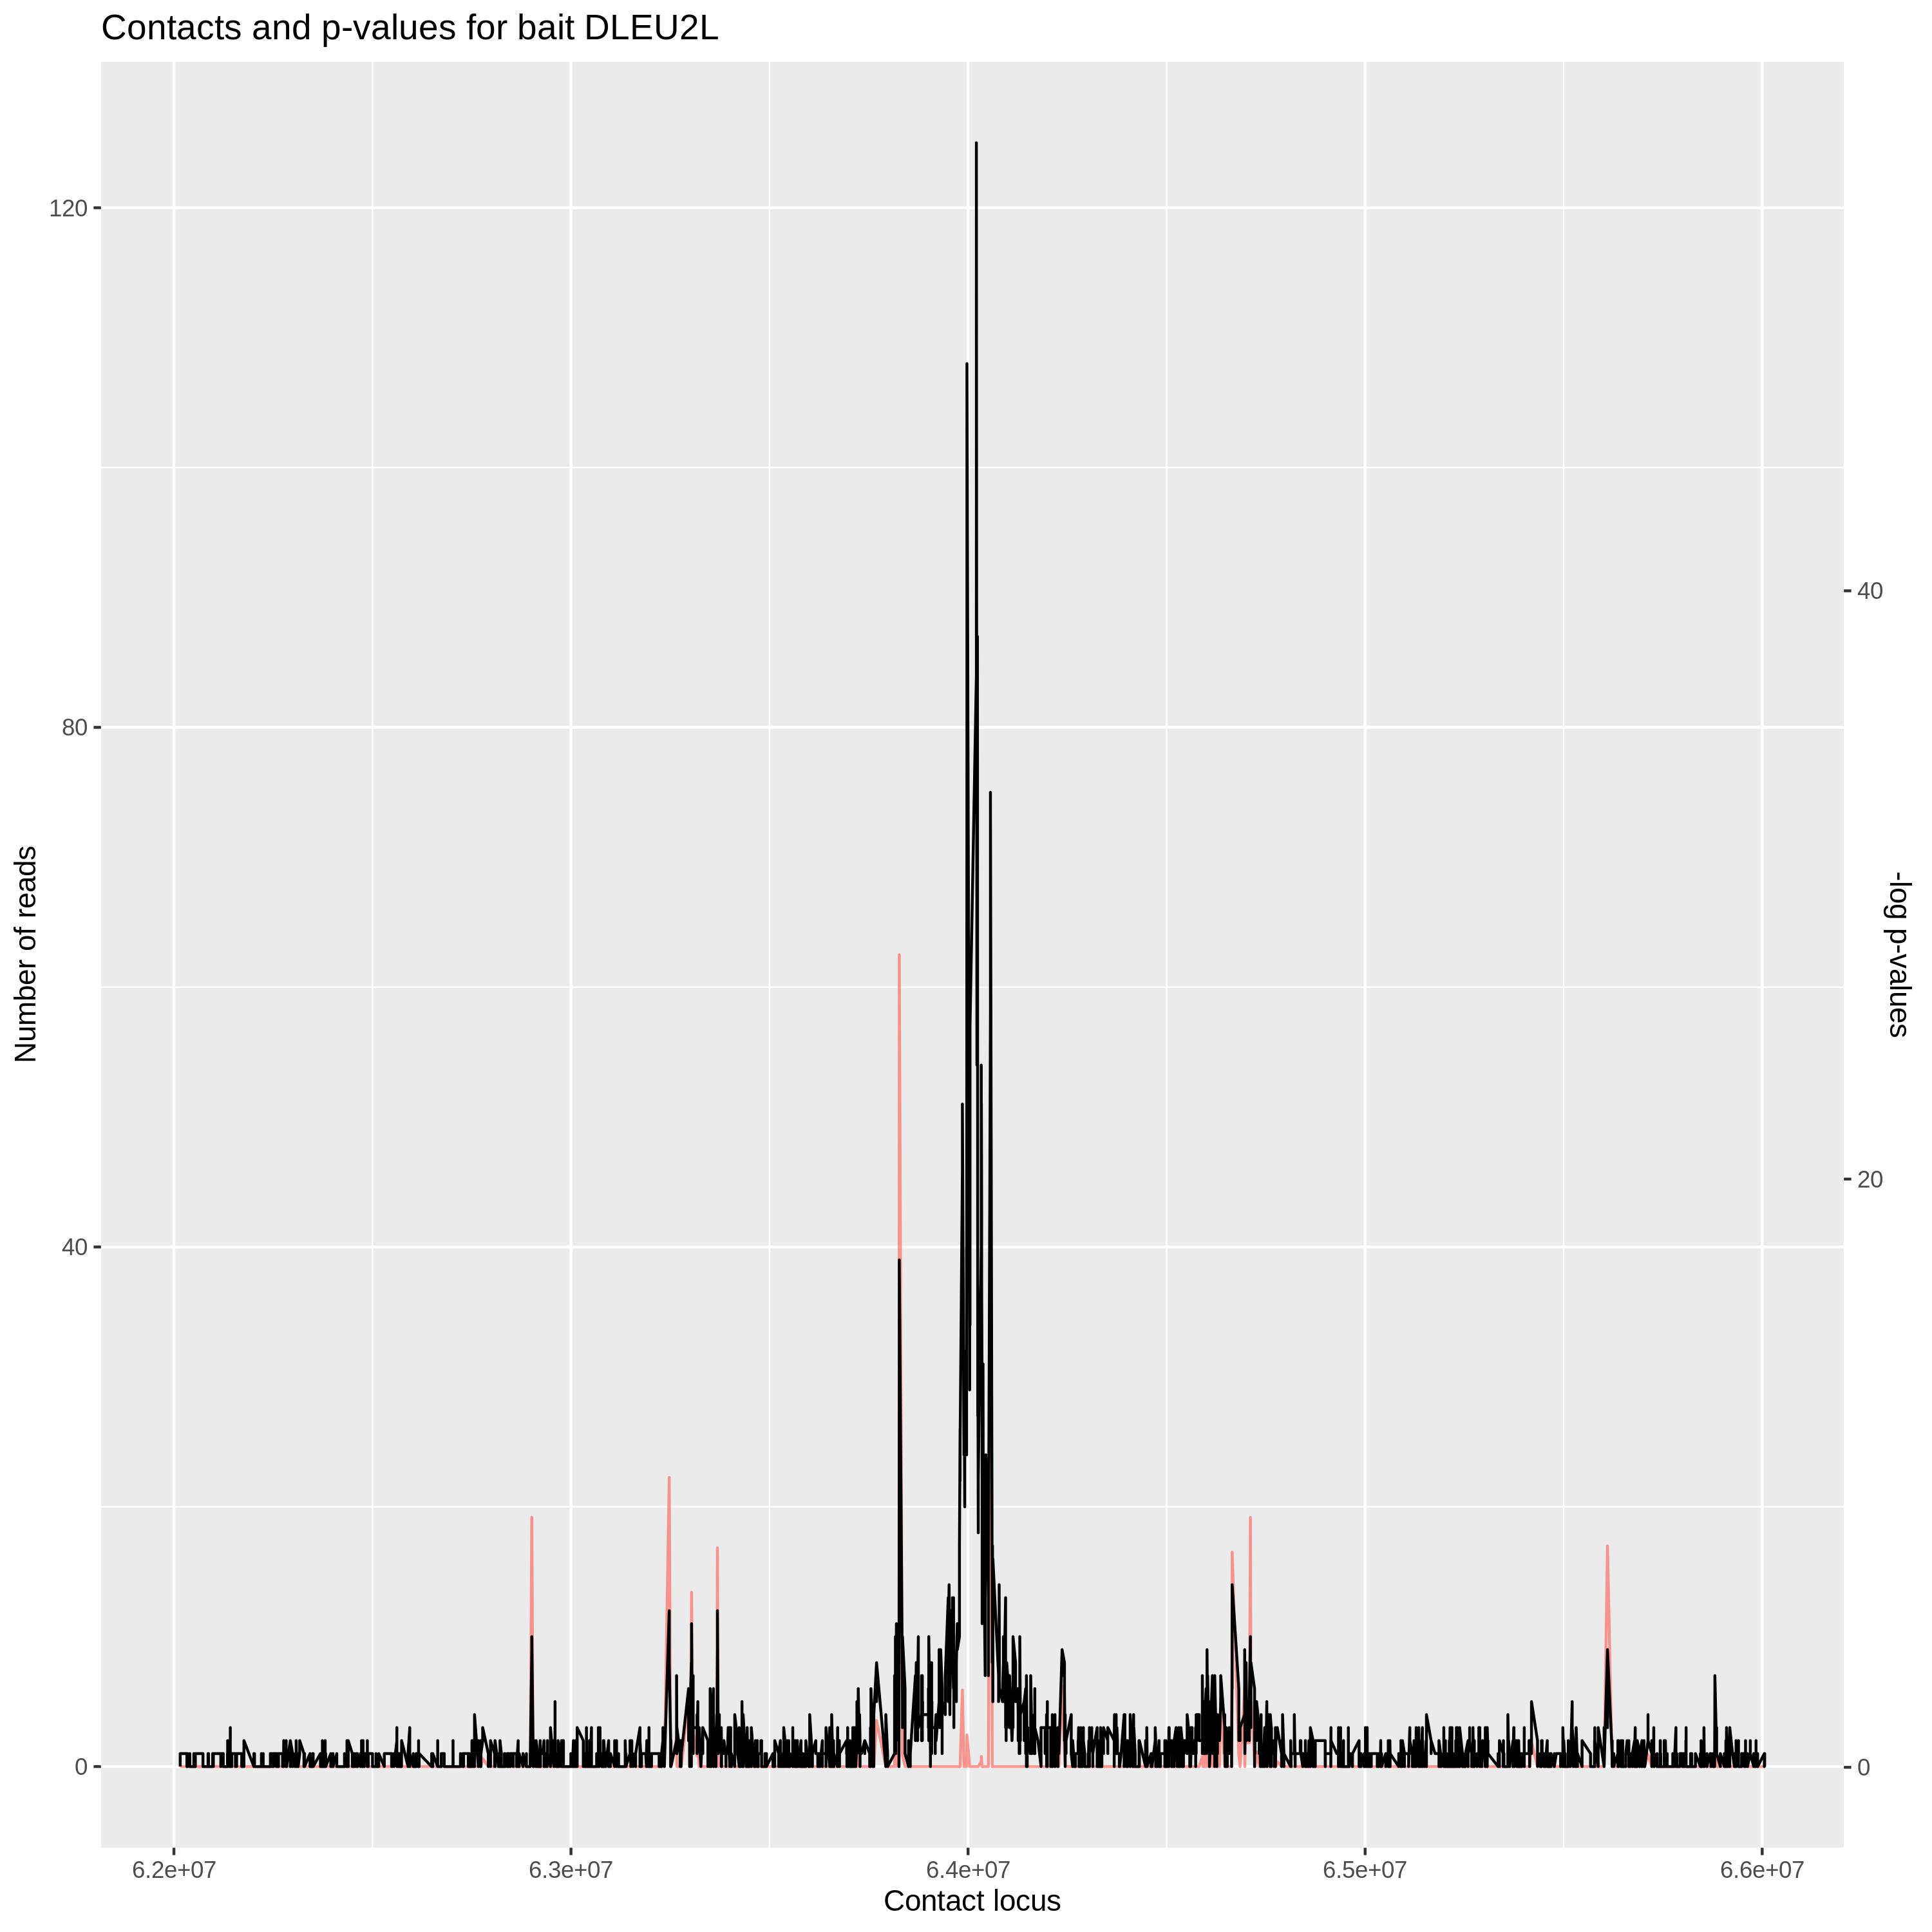 Contacts and p-values for bait DLEU2L
120
80
40
0
Number of reads
40
20
0
-log p-values
6.2e+07 6.3e+07 6.4e+07 6.5e+07 6.6e+07
Contact locus